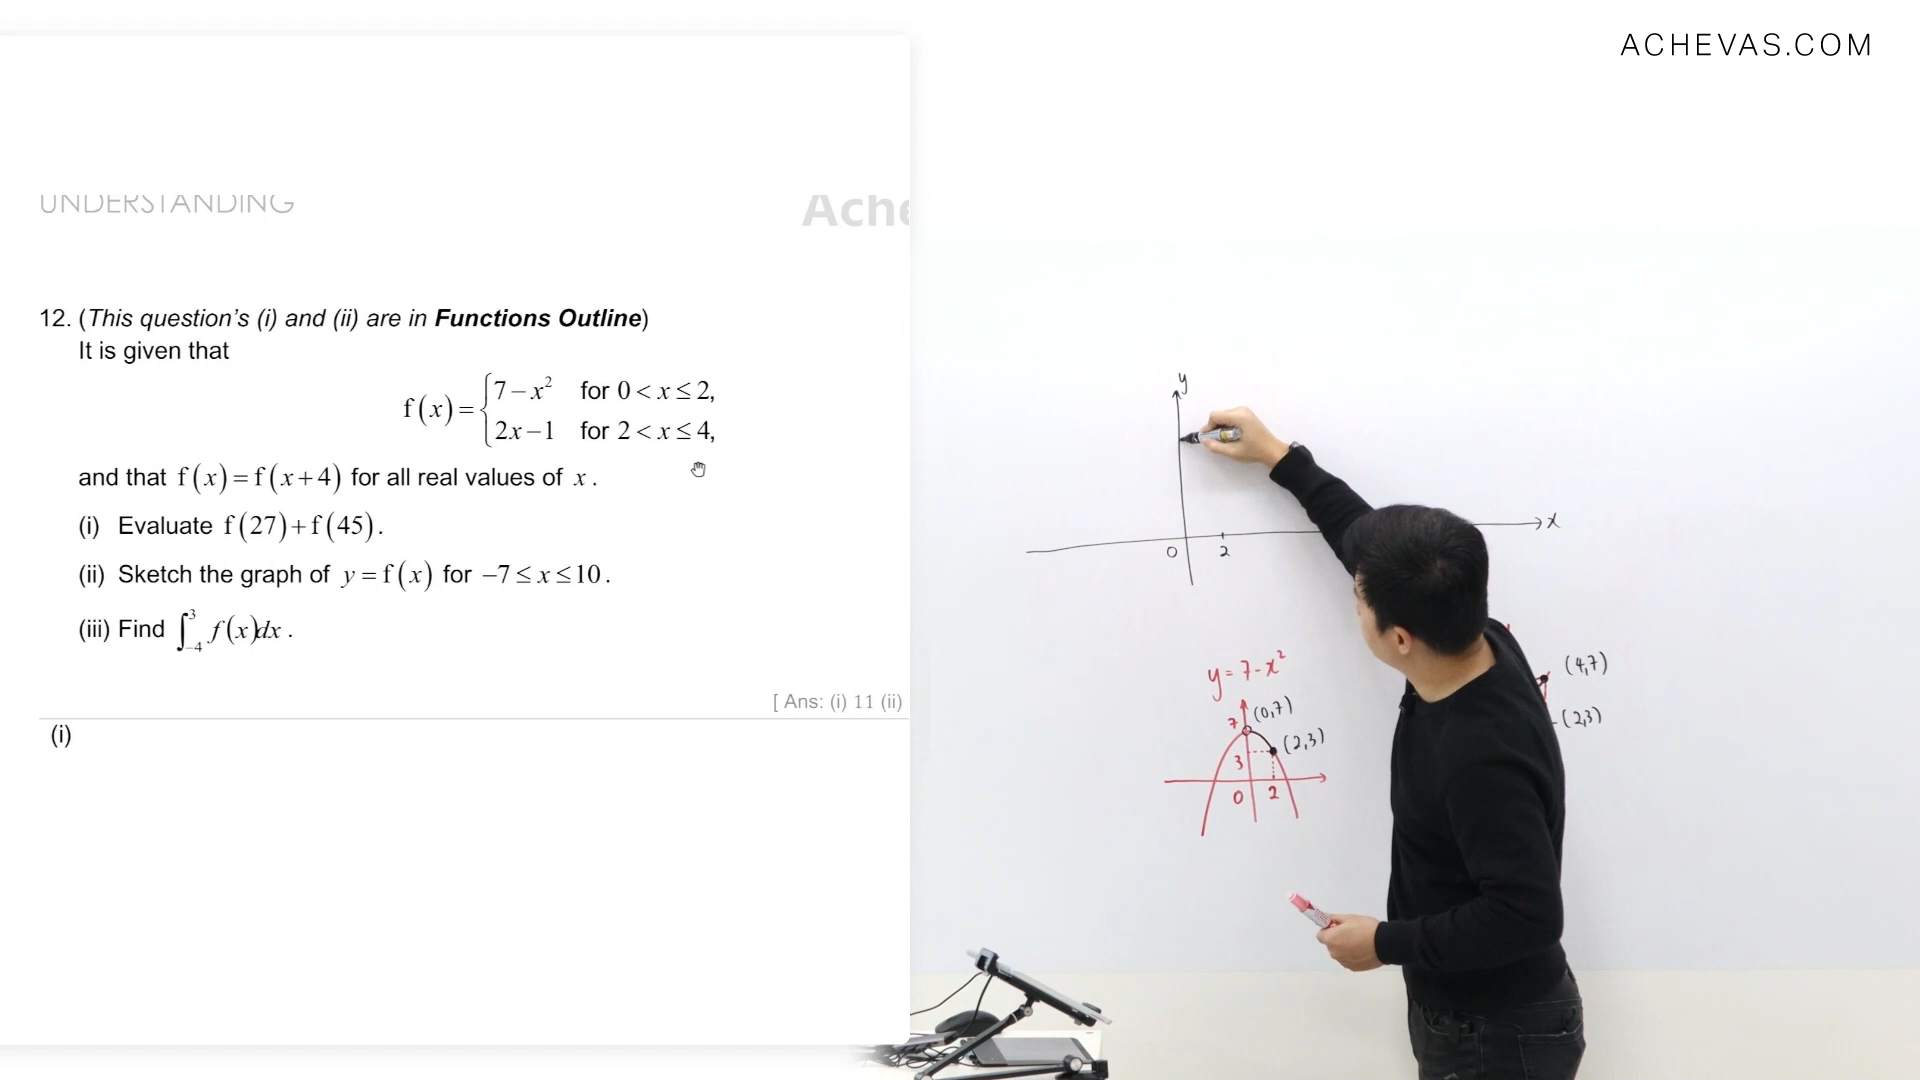 ACHEVAS.COM
UNDERSTANDING
Ache
12. (This question's (i) and (ii) are in Functions Outline)
It is given that
f(x) = { 7 − x² for 0 < x ≤ 2,
2x − 1 for 2 < x ≤ 4,
and that f(x) = f(x+4) for all real values of x .
(i) Evaluate f(27)+f(45).
(ii) Sketch the graph of y = f(x) for −7 ≤ x ≤ 10.
(iii) Find ∫₋₄³ f(x)dx .
[ Ans: (i) 11 (ii)
(i)
y
x
0 2
y = 7 - x²
7 (0,7)
(2,3)
3
0 2
(4,7)
(2,3)